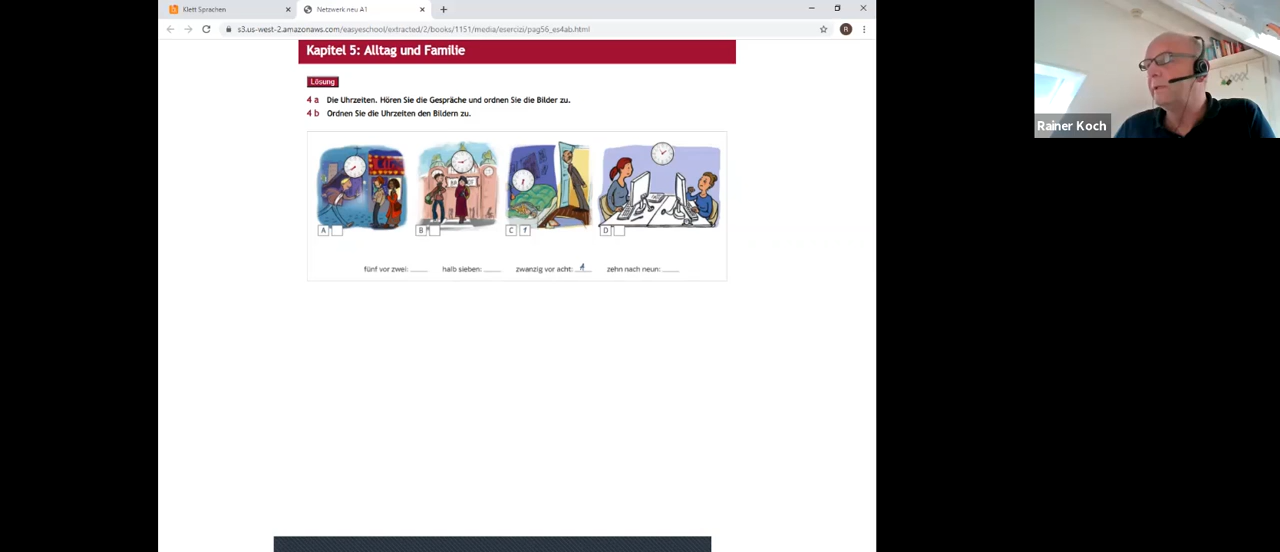 Klett Sprachen
Netzwerk neu A1
s3.us-west-2.amazonaws.com/easyeschool/extracted/2/books/1151/media/esercizi/pag56_es4ab.html
R
Kapitel 5: Alltag und Familie
Lösung
4 a Die Uhrzeiten. Hören Sie die Gespräche und ordnen Sie die Bilder zu.
4 b Ordnen Sie die Uhrzeiten den Bildern zu.
A
B
C f
D
fünf vor zwei: ____ halb sieben: ____ zwanzig vor acht: A zehn nach neun: ____
Rainer Koch